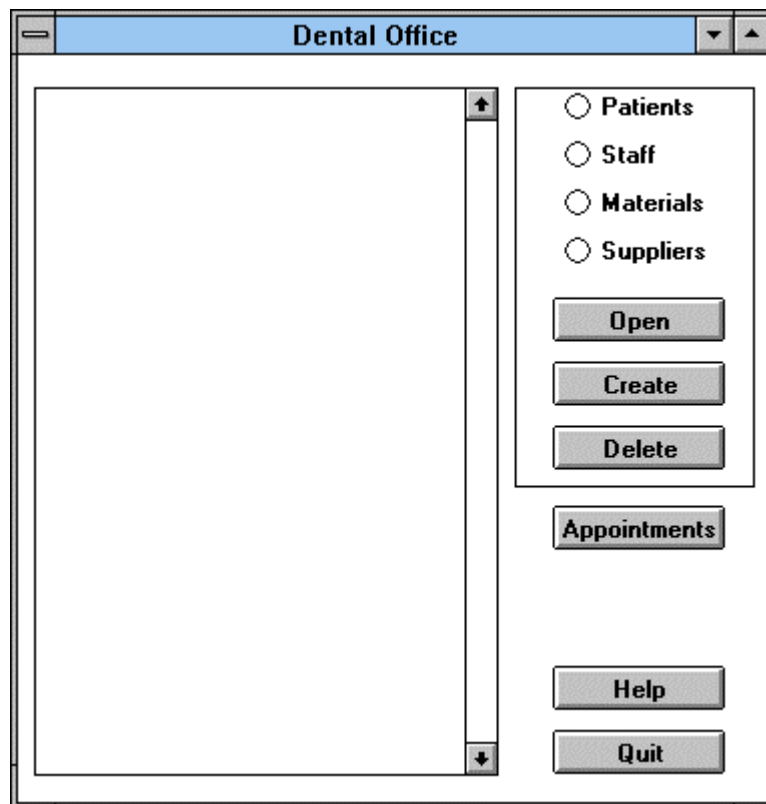 Dental Office
Patients
Staff
Materials
Suppliers
Open
Create
Delete
Appointments
Help
Quit